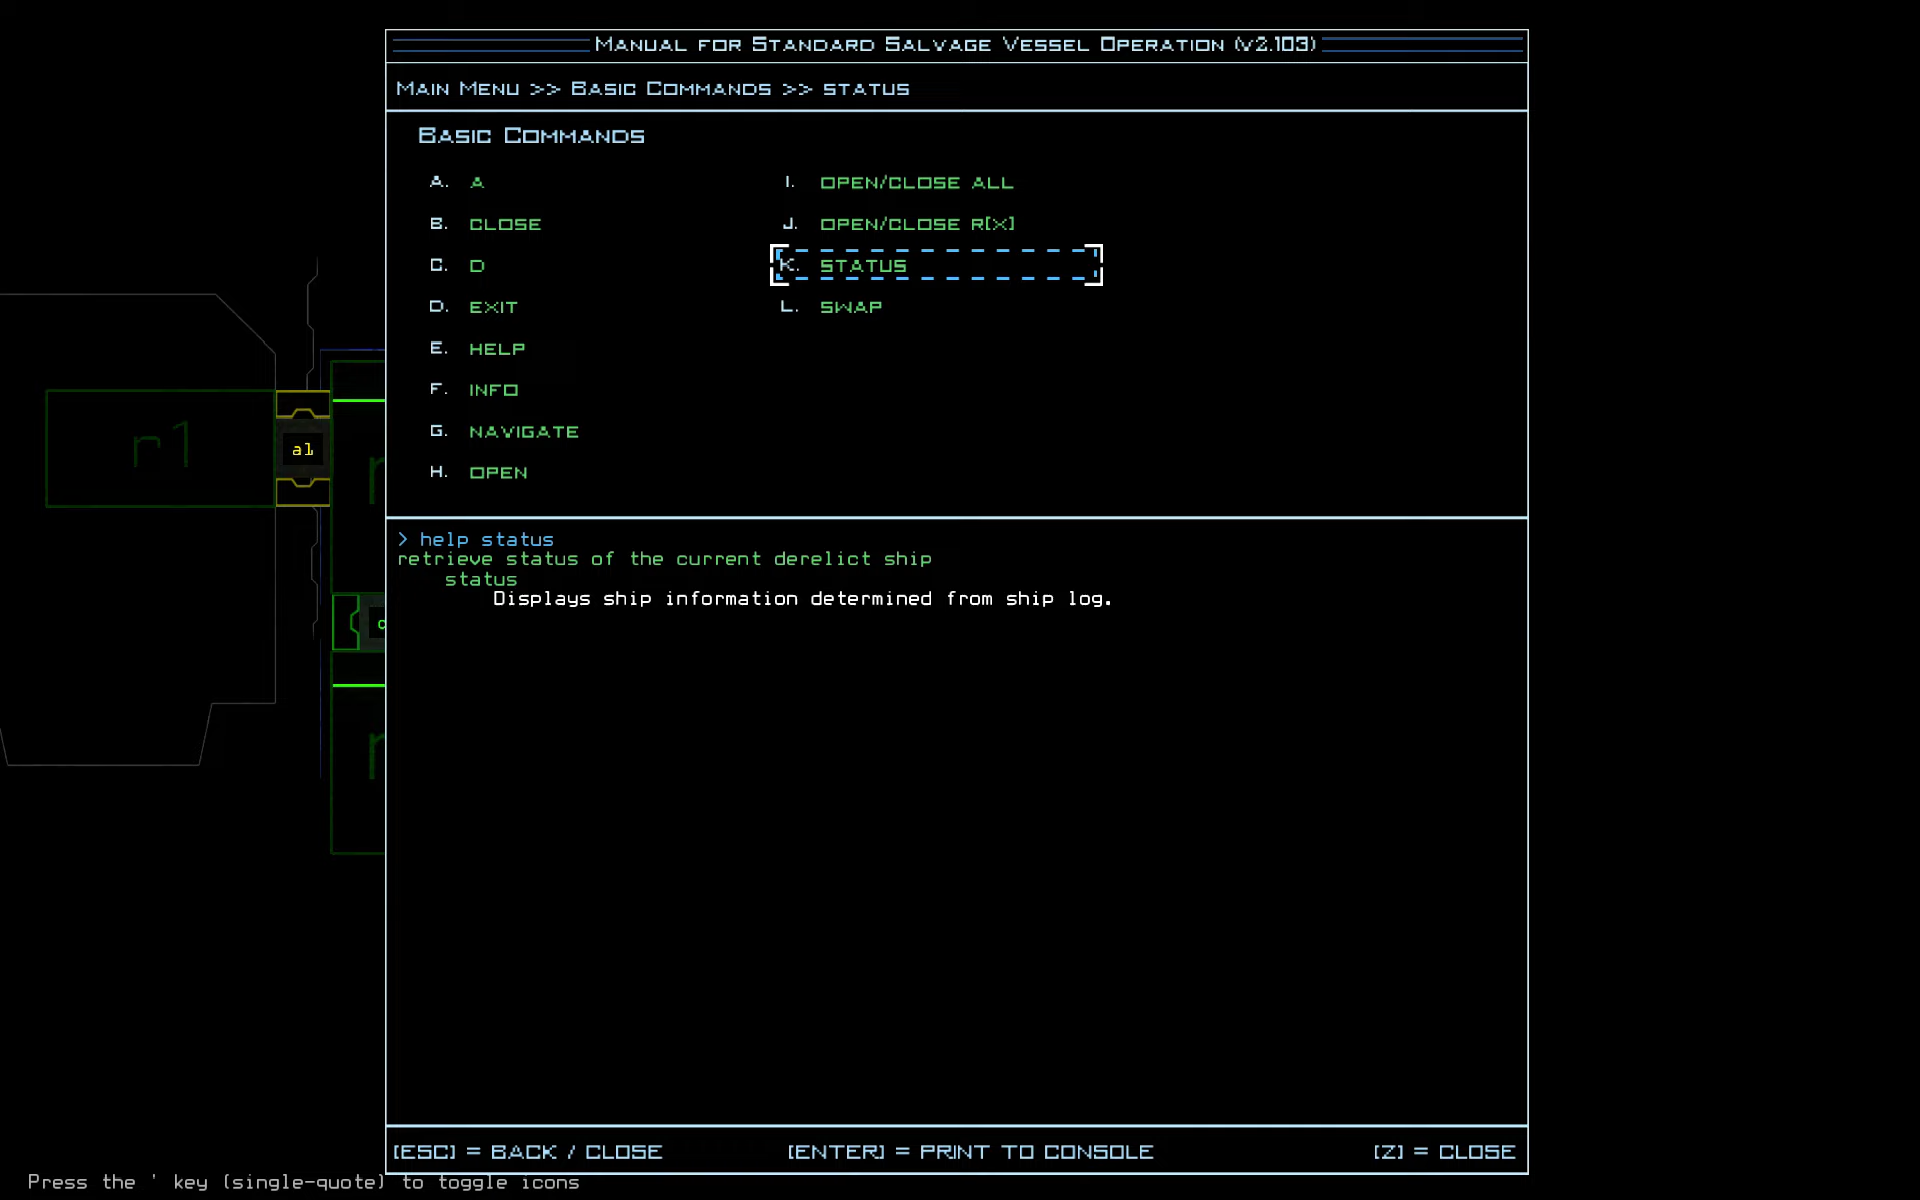 Manual for Standard Salvage Vessel Operation (v2.103)
Main Menu >> Basic Commands >> status
Basic Commands
A. A
B. CLOSE
C. D
D. EXIT
E. HELP
F. INFO
G. NAVIGATE
H. OPEN
I. OPEN/CLOSE ALL
J. OPEN/CLOSE R[X]
K. STATUS
L. SWAP
r1
a1
> help status
retrieve status of the current derelict ship
status
Displays ship information determined from ship log.
[ESC] = BACK / CLOSE
[ENTER] = PRINT TO CONSOLE
[Z] = CLOSE
Press the ' key (single-quote) to toggle icons